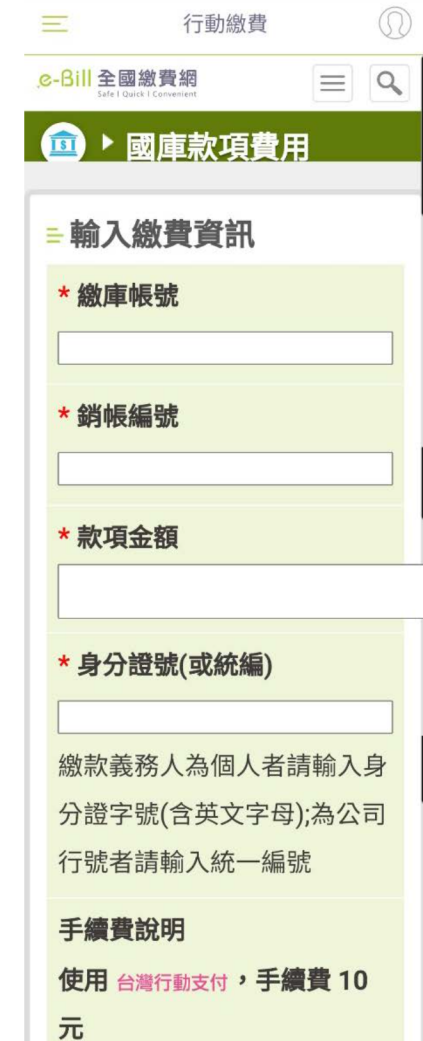 行動繳費
e-Bill 全國繳費網
Safe I Quick I Convenient
國庫款項費用
輸入繳費資訊
* 繳庫帳號
* 銷帳編號
* 款項金額
* 身分證號(或統編)
繳款義務人為個人者請輸入身
分證字號(含英文字母);為公司
行號者請輸入統一編號
手續費說明
使用 台灣行動支付，手續費 10
元